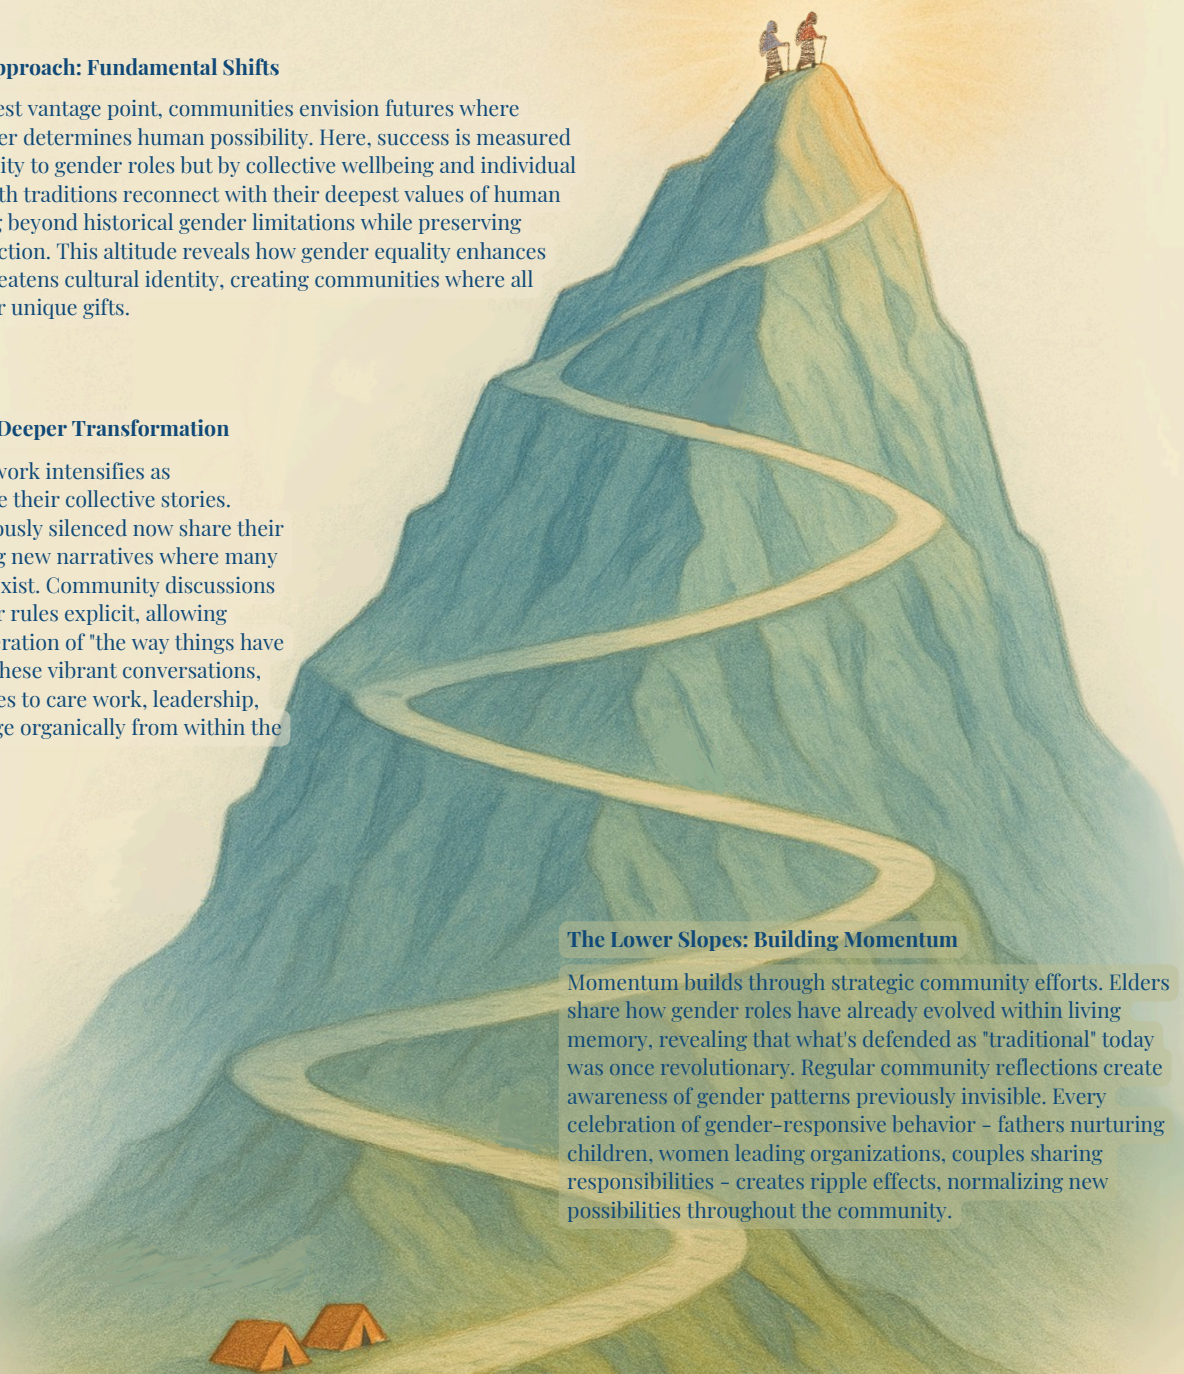 pproach: Fundamental Shifts
est vantage point, communities envision futures where
er determines human possibility. Here, success is measured
ity to gender roles but by collective wellbeing and individual
th traditions reconnect with their deepest values of human
g beyond historical gender limitations while preserving
ction. This altitude reveals how gender equality enhances
eatens cultural identity, creating communities where all
r unique gifts.
Deeper Transformation
work intensifies as
e their collective stories.
ously silenced now share their
g new narratives where many
xist. Community discussions
r rules explicit, allowing
eration of "the way things have
hese vibrant conversations,
es to care work, leadership,
ge organically from within the
The Lower Slopes: Building Momentum
Momentum builds through strategic community efforts. Elders
share how gender roles have already evolved within living
memory, revealing that what's defended as "traditional" today
was once revolutionary. Regular community reflections create
awareness of gender patterns previously invisible. Every
celebration of gender-responsive behavior - fathers nurturing
children, women leading organizations, couples sharing
responsibilities - creates ripple effects, normalizing new
possibilities throughout the community.